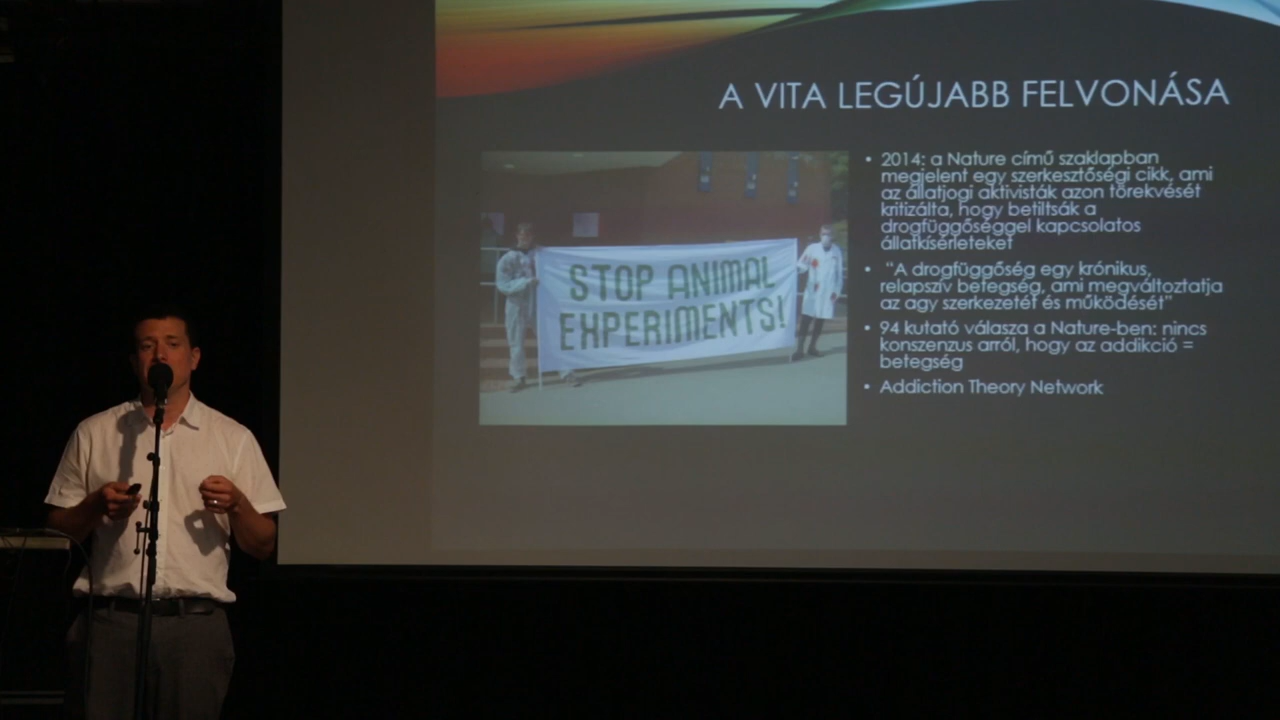 A VITA LEGÚJABB FELVONÁSA
STOP ANIMAL
EXPERIMENTS!
• 2014: a Nature című szaklapban
megjelent egy szerkesztőségi cikk, ami
az állatjogi aktivisták azon törekvését
kritizálta, hogy betiltsák a
drogfüggőséggel kapcsolatos
állatkísérleteket
• "A drogfüggőség egy krónikus,
relapszív betegség, ami megváltoztatja
az agy szerkezetét és működését"
• 94 kutató válasza a Nature-ben: nincs
konszenzus arról, hogy az addikció =
betegség
• Addiction Theory Network